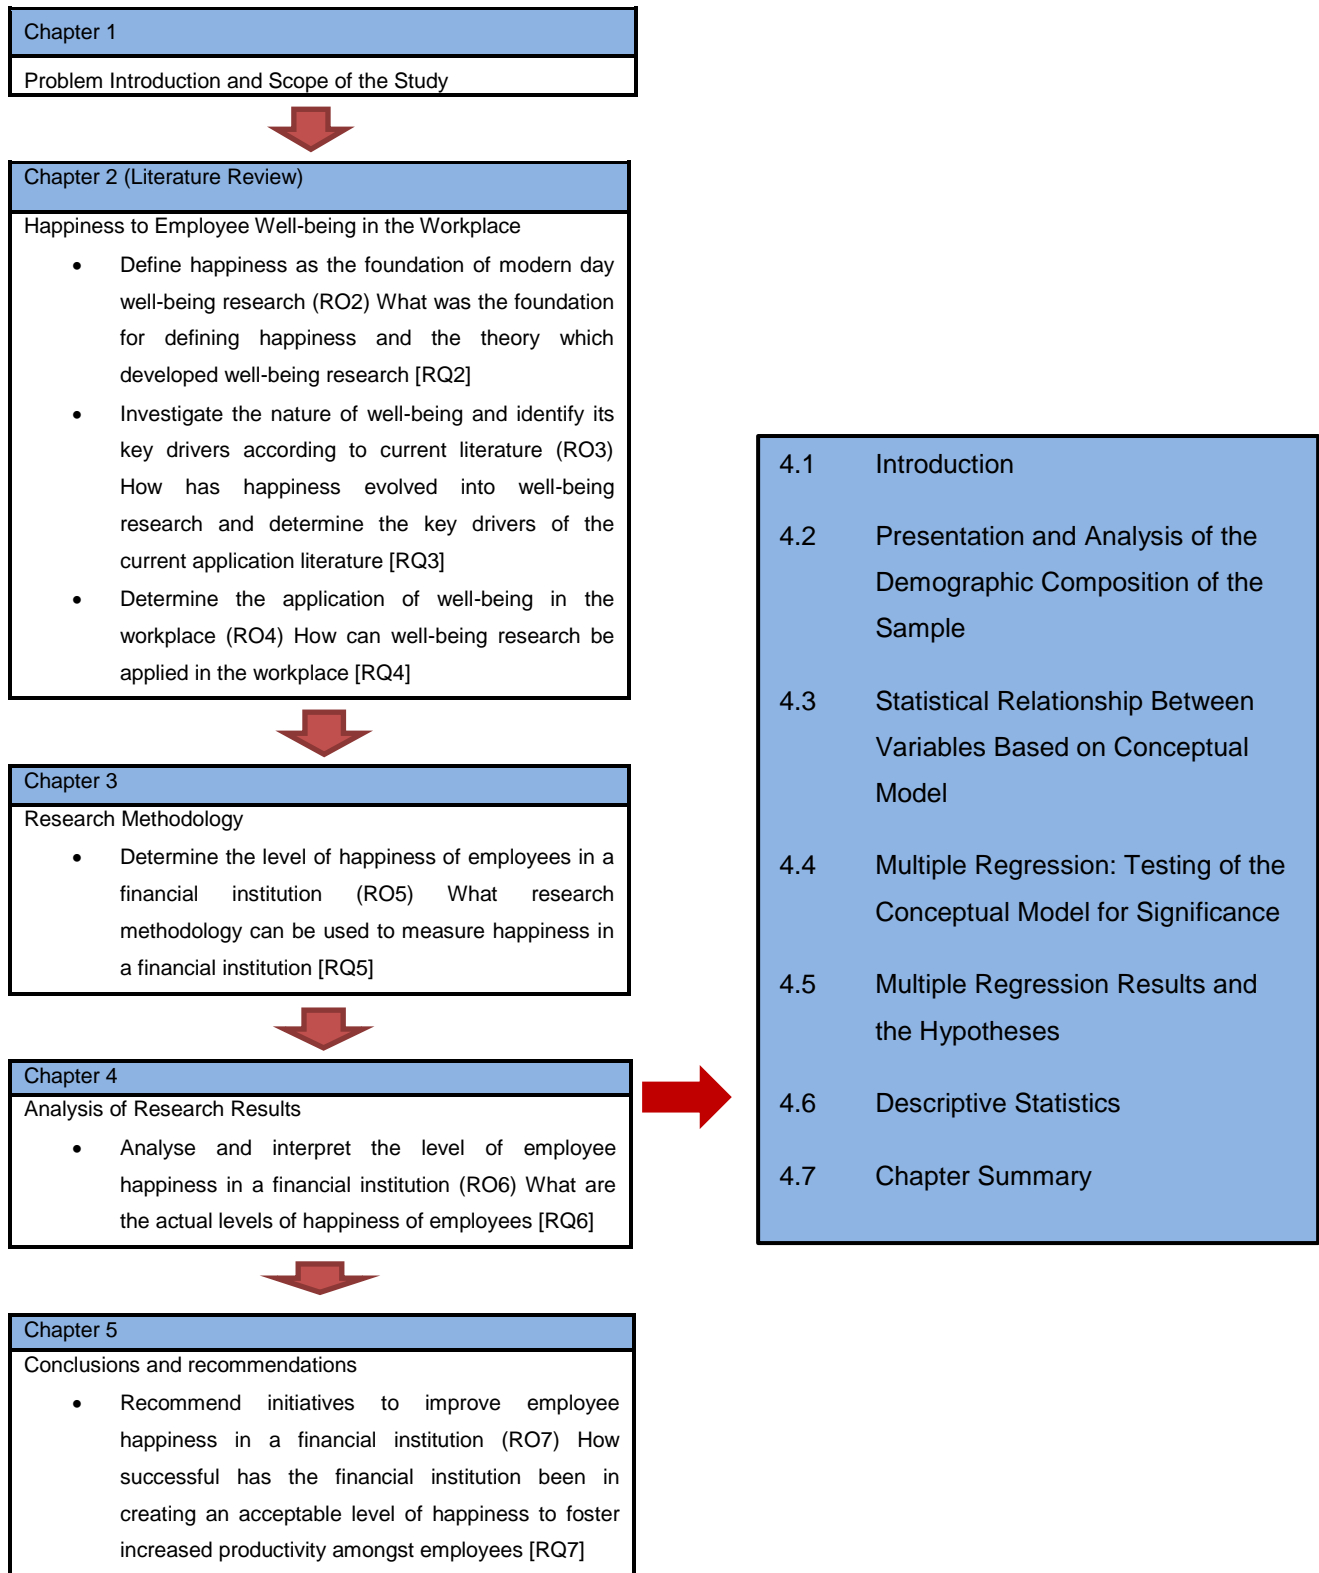 Chapter 1
Problem Introduction and Scope of the Study
Chapter 2 (Literature Review)
Happiness to Employee Well-being in the Workplace
• Define happiness as the foundation of modern day
well-being research (RO2) What was the foundation
for defining happiness and the theory which
developed well-being research [RQ2]
• Investigate the nature of well-being and identify its
key drivers according to current literature (RO3)
How has happiness evolved into well-being
research and determine the key drivers of the
current application literature [RQ3]
• Determine the application of well-being in the
workplace (RO4) How can well-being research be
applied in the workplace [RQ4]
Chapter 3
Research Methodology
• Determine the level of happiness of employees in a
financial institution (RO5) What research
methodology can be used to measure happiness in
a financial institution [RQ5]
Chapter 4
Analysis of Research Results
• Analyse and interpret the level of employee
happiness in a financial institution (RO6) What are
the actual levels of happiness of employees [RQ6]
Chapter 5
Conclusions and recommendations
• Recommend initiatives to improve employee
happiness in a financial institution (RO7) How
successful has the financial institution been in
creating an acceptable level of happiness to foster
increased productivity amongst employees [RQ7]
4.1 Introduction
4.2 Presentation and Analysis of the
Demographic Composition of the
Sample
4.3 Statistical Relationship Between
Variables Based on Conceptual
Model
4.4 Multiple Regression: Testing of the
Conceptual Model for Significance
4.5 Multiple Regression Results and
the Hypotheses
4.6 Descriptive Statistics
4.7 Chapter Summary